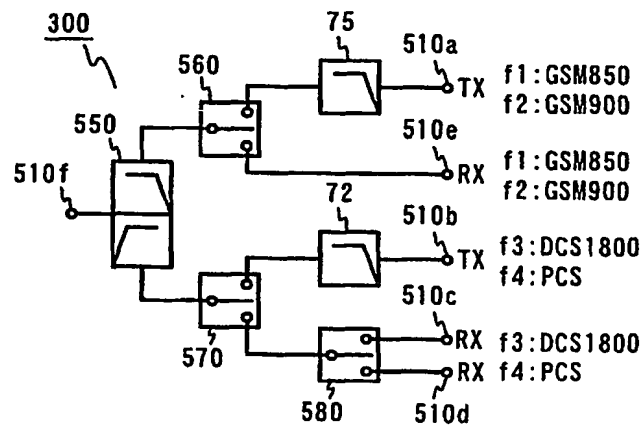 300
75
510a
560
TX f1:GSM850
f2:GSM900
550
510e
RX f1:GSM850
f2:GSM900
510f
72
510b
TX f3:DCS1800
f4:PCS
510c
570
RX f3:DCS1800
RX f4:PCS
580
510d